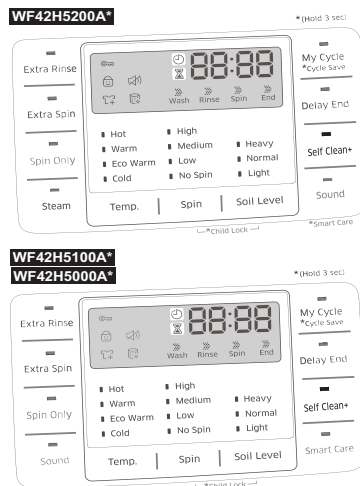 WF42H5200A*
*(Hold 3 sec)
Extra Rinse
Extra Spin
Spin Only
Steam
88:88
Wash Rinse Spin End
Hot
Warm
Eco Warm
Cold
High
Medium
Low
No Spin
Heavy
Normal
Light
Temp. Spin Soil Level
*Child Lock
My Cycle
*Cycle Save
Delay End
Self Clean+
Sound
*Smart Care
WF42H5100A*
WF42H5000A*
*(Hold 3 sec)
Extra Rinse
Extra Spin
Spin Only
Sound
88:88
Wash Rinse Spin End
Hot
Warm
Eco Warm
Cold
High
Medium
Low
No Spin
Heavy
Normal
Light
Temp. Spin Soil Level
*Child Lock
My Cycle
*Cycle Save
Delay End
Self Clean+
Smart Care